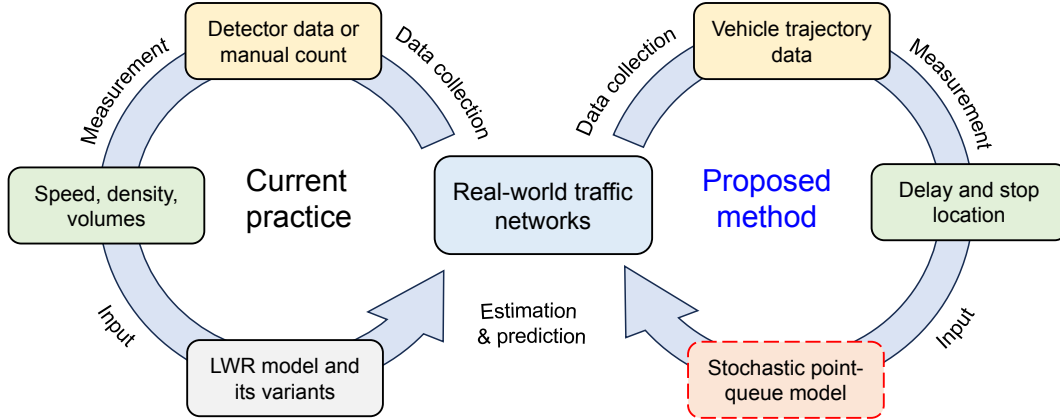 Detector data or
manual count
Data collection
Measurement
Speed, density,
volumes
Current
practice
Input
LWR model and
its variants
Real-world traffic
networks
Estimation
& prediction
Vehicle trajectory
data
Data collection
Measurement
Proposed
method
Delay and stop
location
Input
Stochastic point-
queue model